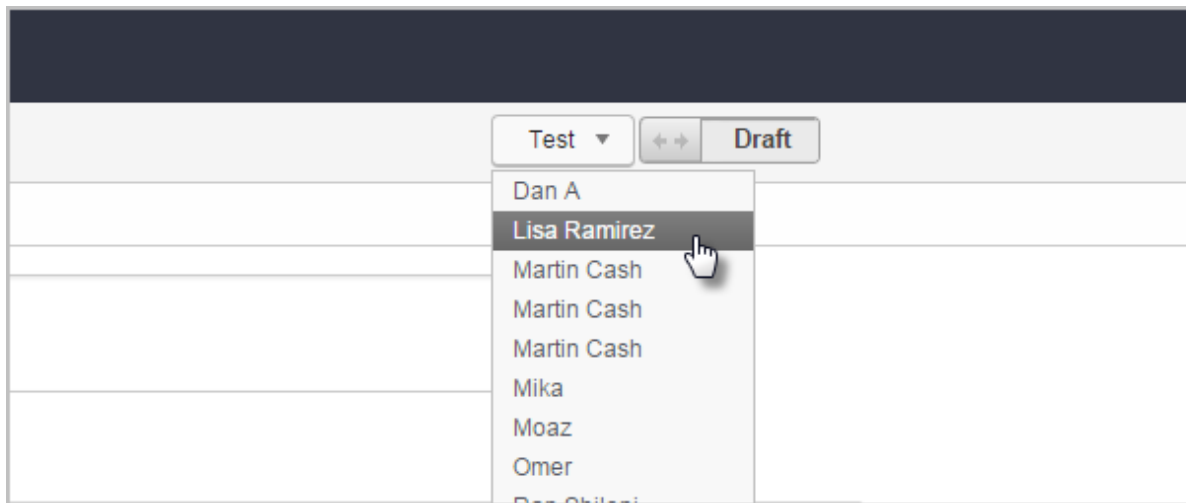 Test Draft
Dan A
Lisa Ramirez
Martin Cash
Martin Cash
Martin Cash
Mika
Moaz
Omer